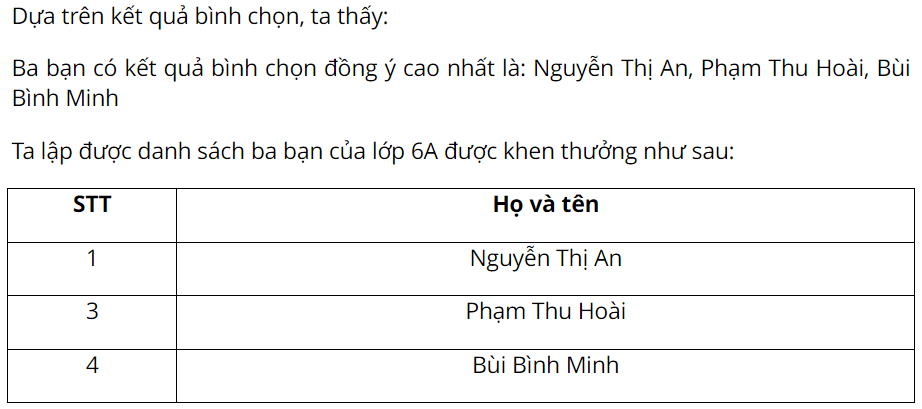 Dựa trên kết quả bình chọn, ta thấy:
Ba bạn có kết quả bình chọn đồng ý cao nhất là: Nguyễn Thị An, Phạm Thu Hoài, Bùi
Bình Minh
Ta lập được danh sách ba bạn của lớp 6A được khen thưởng như sau:
STT Họ và tên
1 Nguyễn Thị An
3 Phạm Thu Hoài
4 Bùi Bình Minh